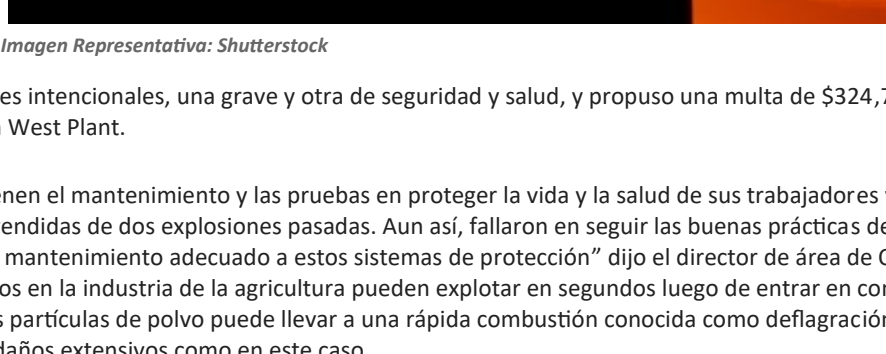 Imagen Representativa: Shutterstock
es intencionales, una grave y otra de seguridad y salud, y propuso una multa de $324,7
West Plant.
enen el mantenimiento y las pruebas en proteger la vida y la salud de sus trabajadores
endidas de dos explosiones pasadas. Aun así, fallaron en seguir las buenas prácticas de
mantenimiento adecuado a estos sistemas de protección” dijo el director de área de
os en la industria de la agricultura pueden explotar en segundos luego de entrar en con
s partículas de polvo puede llevar a una rápida combustión conocida como deflagración
daños extensivos como en este caso